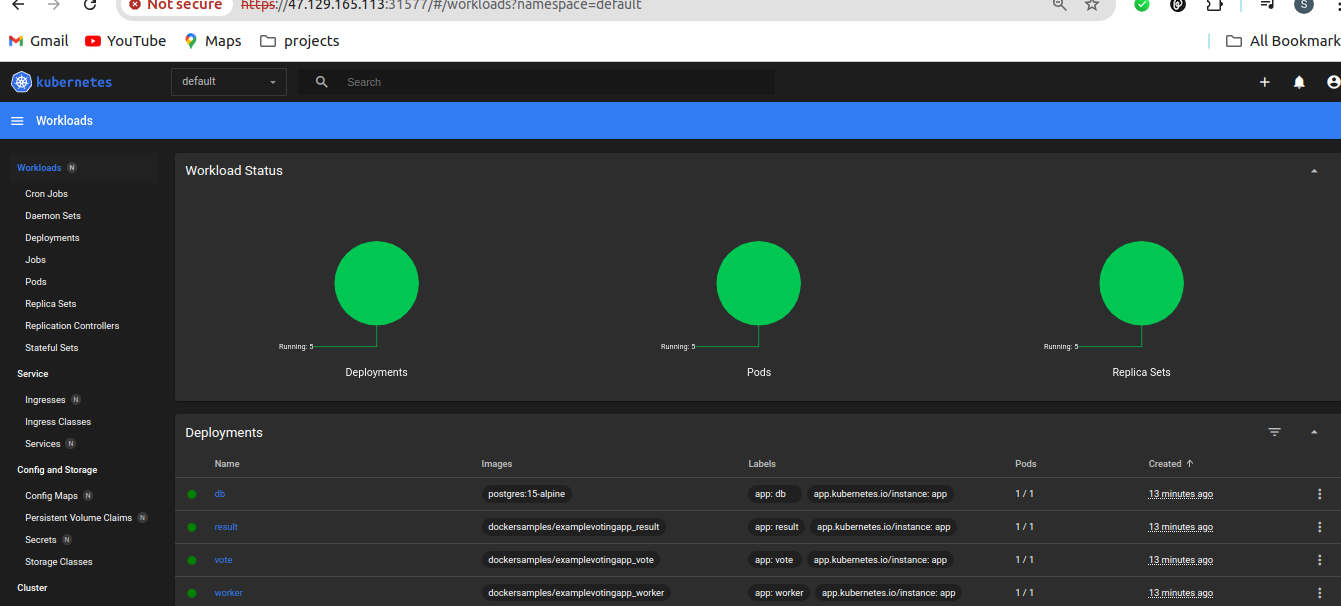 Not secure https://47.129.165.113:31577/#/workloads?namespace=default S
Gmail YouTube Maps projects All Bookmark
kubernetes default Search
Workloads
Workloads N
Cron Jobs
Daemon Sets
Deployments
Jobs
Pods
Replica Sets
Replication Controllers
Stateful Sets
Service
Ingresses N
Ingress Classes
Services N
Config and Storage
Config Maps N
Persistent Volume Claims N
Secrets N
Storage Classes
Cluster
Workload Status
Running: 5 Running: 5 Running: 5
Deployments Pods Replica Sets
Deployments
Name Images Labels Pods Created
db postgres:15-alpine app: db app.kubernetes.io/instance: app 1 / 1 13 minutes ago
result dockersamples/examplevotingapp_result app: result app.kubernetes.io/instance: app 1 / 1 13 minutes ago
vote dockersamples/examplevotingapp_vote app: vote app.kubernetes.io/instance: app 1 / 1 13 minutes ago
worker dockersamples/examplevotingapp_worker app: worker app.kubernetes.io/instance: app 1 / 1 13 minutes ago